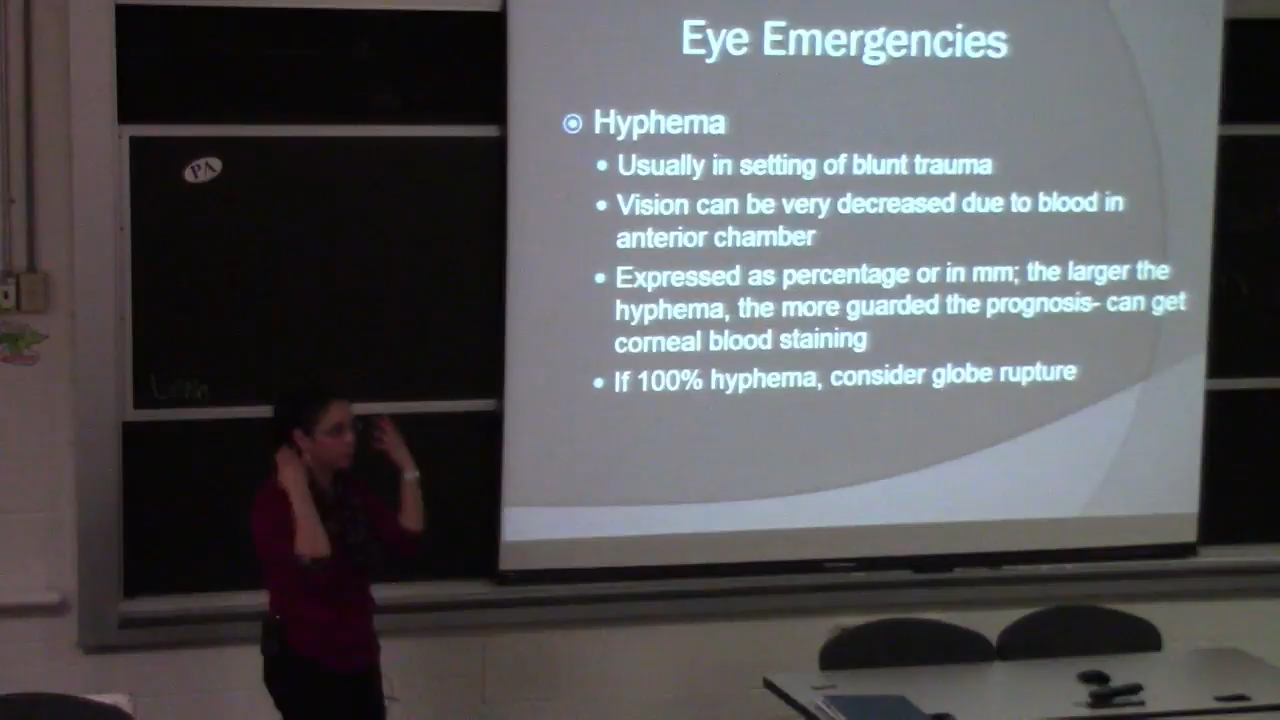 Eye Emergencies
Hyphema
• Usually in setting of blunt trauma
• Vision can be very decreased due to blood in
anterior chamber
• Expressed as percentage or in mm; the larger the
hyphema, the more guarded the prognosis- can get
corneal blood staining
• If 100% hyphema, consider globe rupture
PA